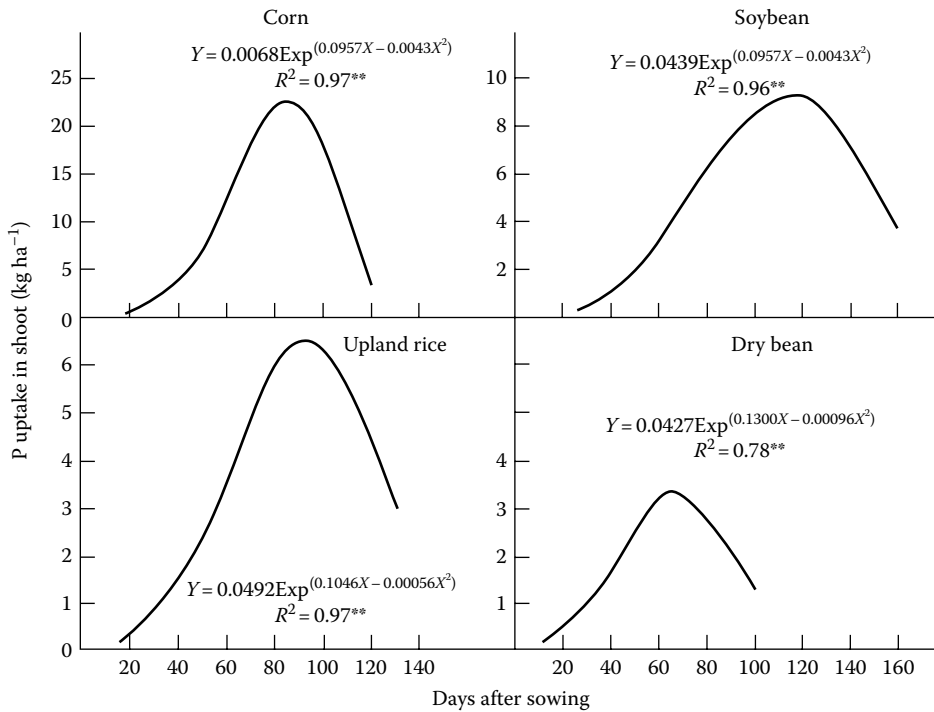 Corn
Y = 0.0068Exp^(0.0957X – 0.0043X²)
R² = 0.97**
25
20
15
10
5
0
Soybean
Y = 0.0439Exp^(0.0957X – 0.0043X²)
R² = 0.96**
10
8
6
4
2
P uptake in shoot (kg ha⁻¹)
Upland rice
6
5
4
3
2
1
0
Y = 0.0492Exp^(0.1046X – 0.00056X²)
R² = 0.97**
20 40 60 80 100 120 140
Dry bean
Y = 0.0427Exp^(0.1300X – 0.00096X²)
R² = 0.78**
4
3
2
1
20 40 60 80 100 120 140 160
Days after sowing